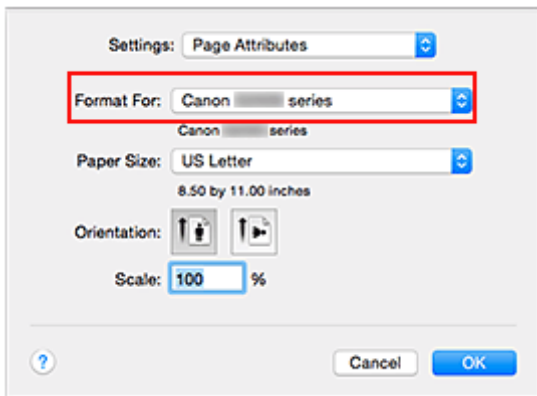 Settings: Page Attributes
Format For: Canon series
Canon series
Paper Size: US Letter
8.50 by 11.00 inches
Orientation:
Scale: 100 %
? Cancel OK